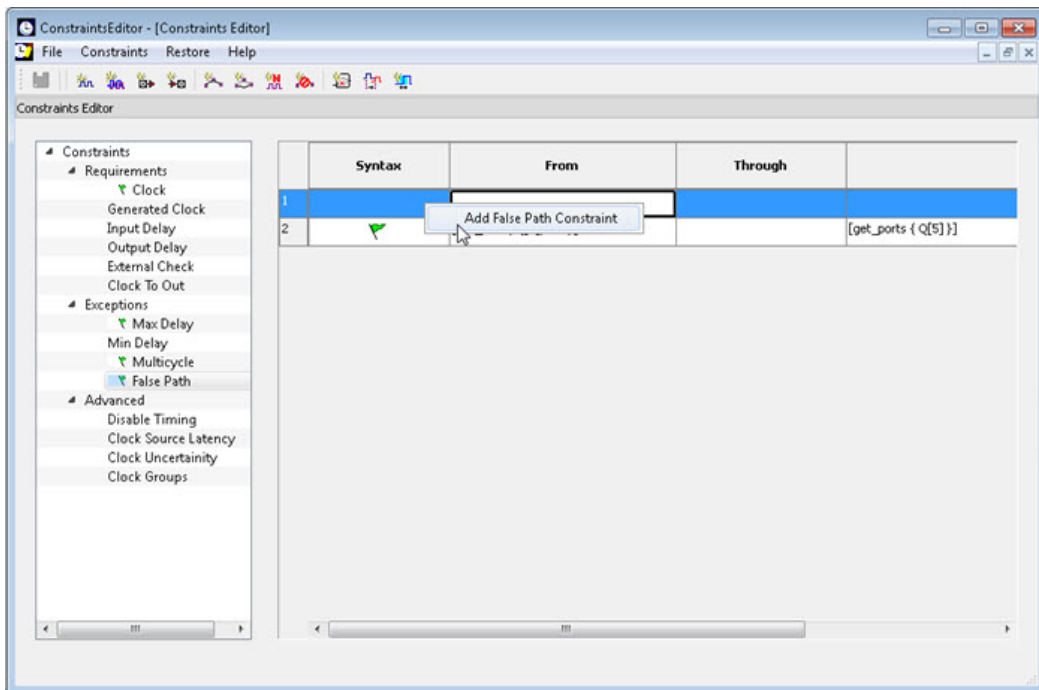 ConstraintsEditor - [Constraints Editor]
File Constraints Restore Help
Constraints Editor
Constraints
Requirements
Clock
Generated Clock
Input Delay
Output Delay
External Check
Clock To Out
Exceptions
Max Delay
Min Delay
Multicycle
False Path
Advanced
Disable Timing
Clock Source Latency
Clock Uncertainity
Clock Groups
Syntax From Through
1
Add False Path Constraint
2 [get_ports { Q[5] }]